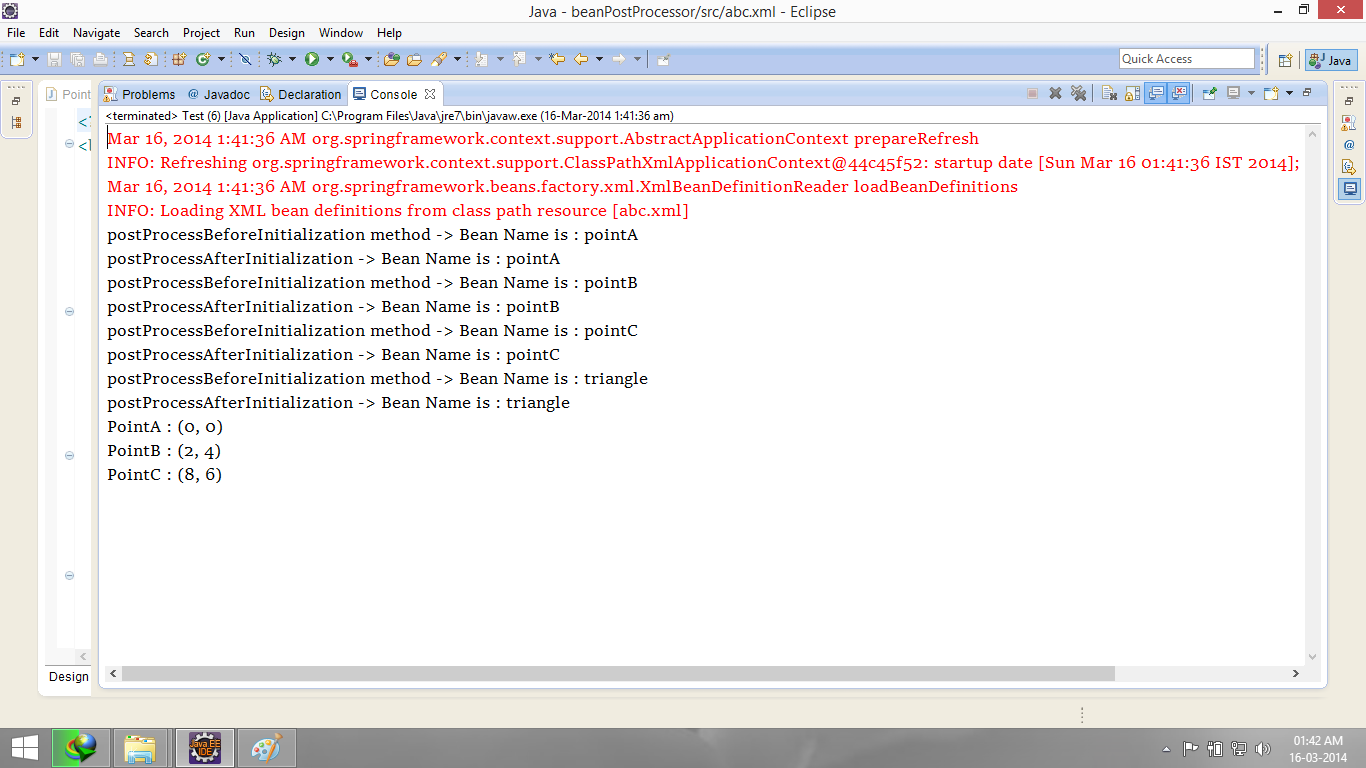 Java - beanPostProcessor/src/abc.xml - Eclipse
File Edit Navigate Search Project Run Design Window Help
Quick Access
Java
Point
Problems @ Javadoc Declaration Console
<terminated> Test (6) [Java Application] C:\Program Files\Java\jre7\bin\javaw.exe (16-Mar-2014 1:41:36 am)
Mar 16, 2014 1:41:36 AM org.springframework.context.support.AbstractApplicationContext prepareRefresh
INFO: Refreshing org.springframework.context.support.ClassPathXmlApplicationContext@44c45f52: startup date [Sun Mar 16 01:41:36 IST 2014];
Mar 16, 2014 1:41:36 AM org.springframework.beans.factory.xml.XmlBeanDefinitionReader loadBeanDefinitions
INFO: Loading XML bean definitions from class path resource [abc.xml]
postProcessBeforeInitialization method -> Bean Name is : pointA
postProcessAfterInitialization -> Bean Name is : pointA
postProcessBeforeInitialization method -> Bean Name is : pointB
postProcessAfterInitialization -> Bean Name is : pointB
postProcessBeforeInitialization method -> Bean Name is : pointC
postProcessAfterInitialization -> Bean Name is : pointC
postProcessBeforeInitialization method -> Bean Name is : triangle
postProcessAfterInitialization -> Bean Name is : triangle
PointA : (0, 0)
PointB : (2, 4)
PointC : (8, 6)
Design
Java EE
IDE
01:42 AM
16-03-2014